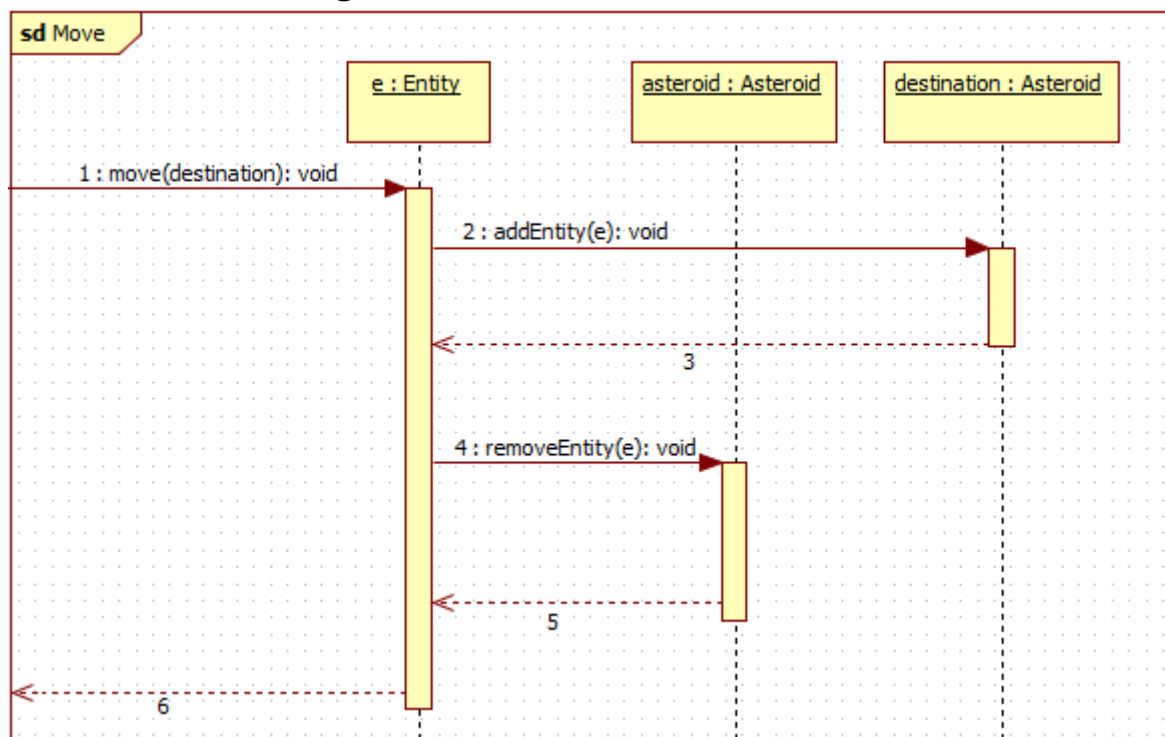 sd Move
e : Entity
asteroid : Asteroid
destination : Asteroid
1 : move(destination): void
2 : addEntity(e): void
3
4 : removeEntity(e): void
5
6